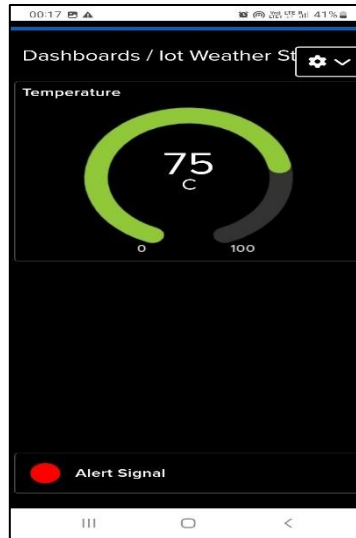 00:17 41%
Dashboards / Iot Weather St
Temperature
75
C
0 100
Alert Signal